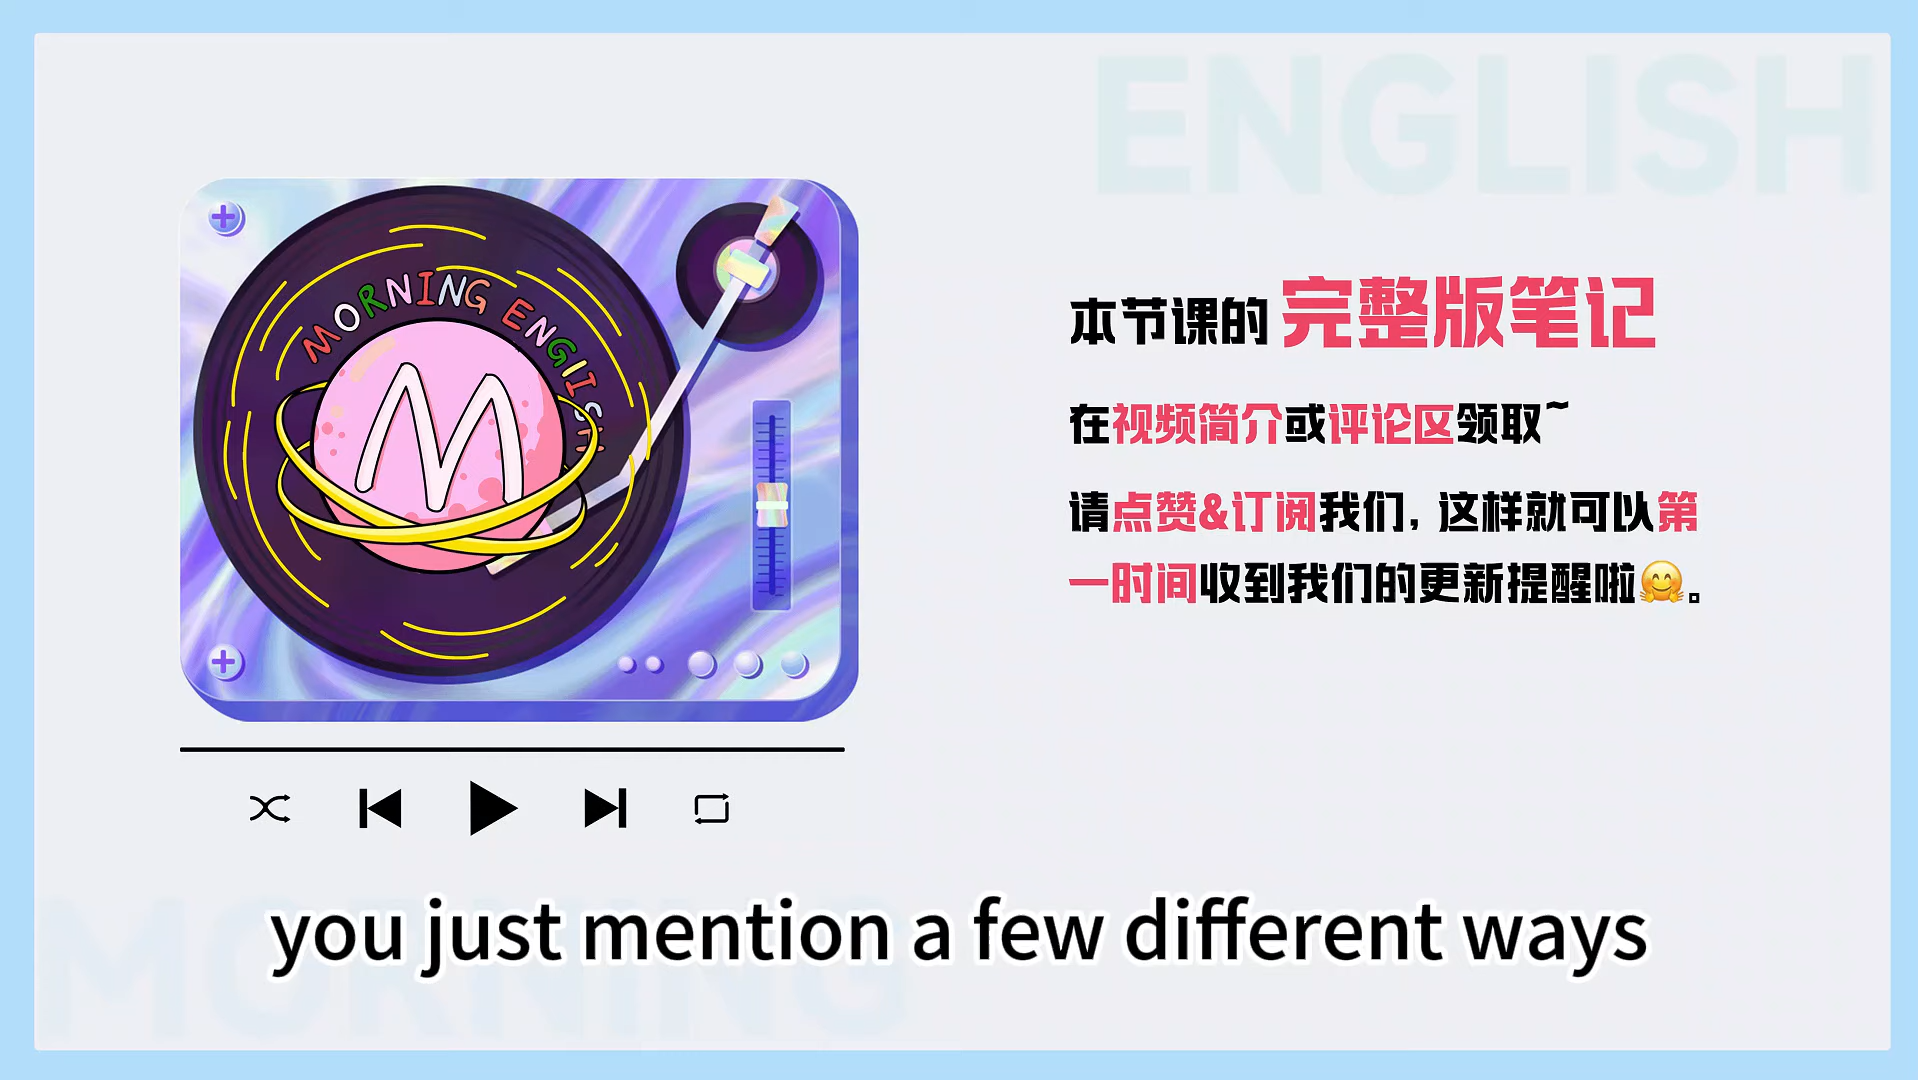 ENGLISH
MORNING ENGLISH
M
本节课的 完整版笔记
在视频简介或评论区领取~
请点赞&订阅我们, 这样就可以第
一时间收到我们的更新提醒啦🤗。
MORNING
you just mention a few different ways